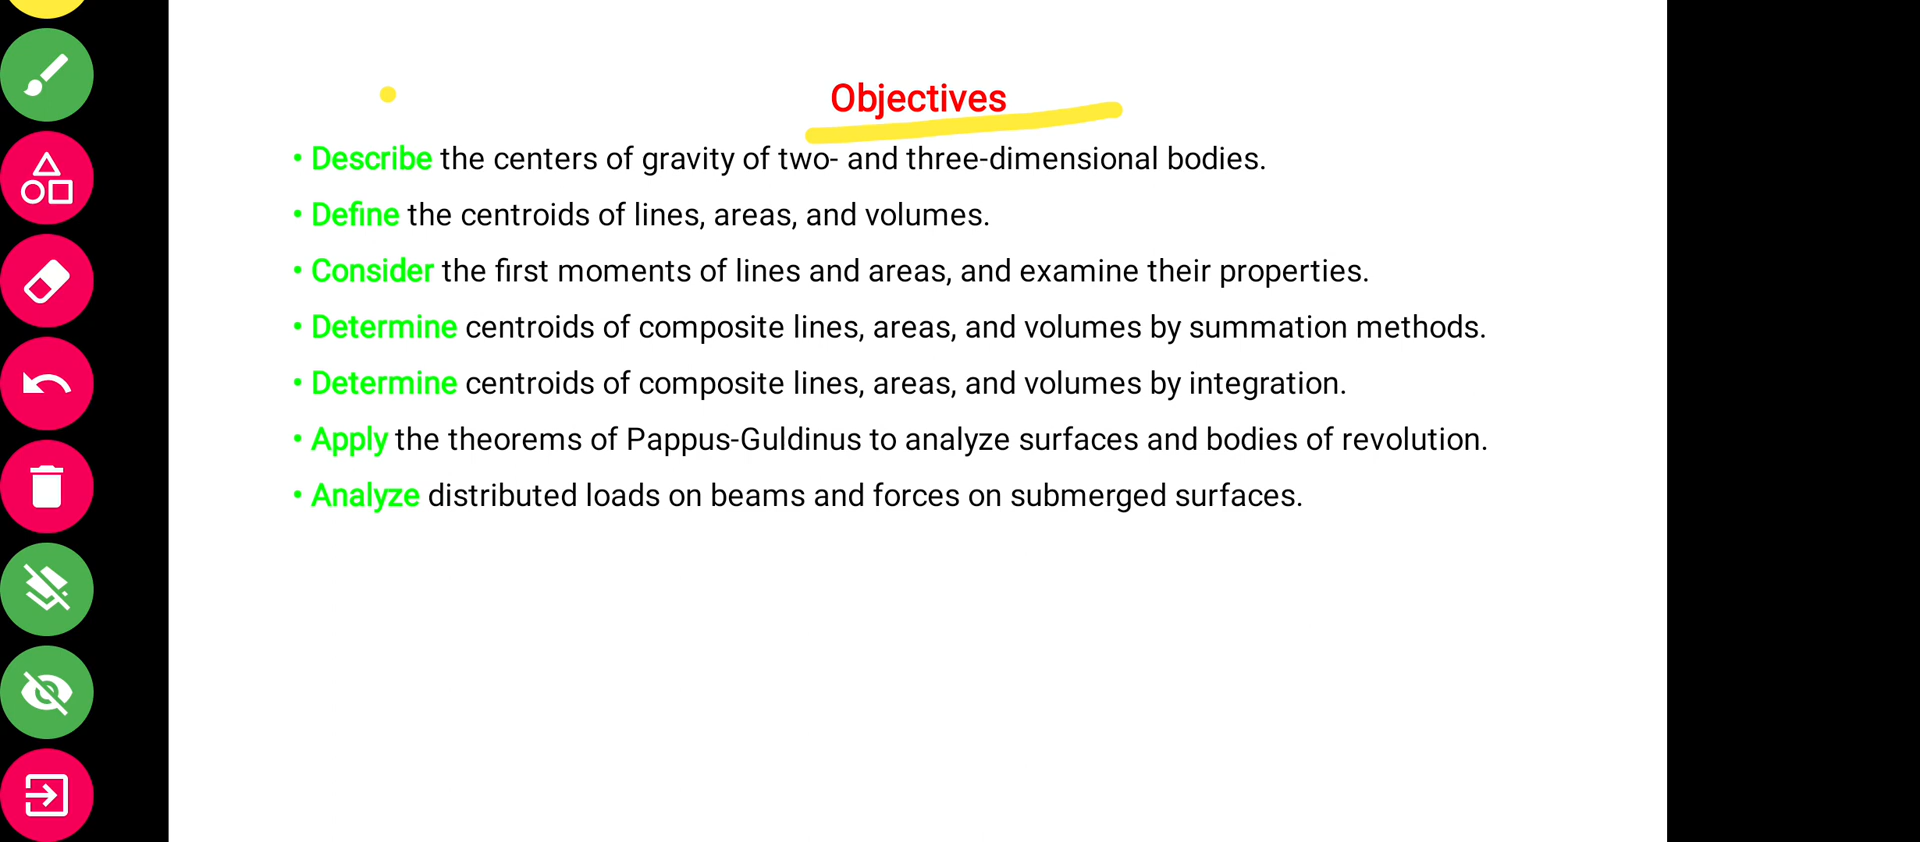 Objectives
• Describe the centers of gravity of two- and three-dimensional bodies.
• Define the centroids of lines, areas, and volumes.
• Consider the first moments of lines and areas, and examine their properties.
• Determine centroids of composite lines, areas, and volumes by summation methods.
• Determine centroids of composite lines, areas, and volumes by integration.
• Apply the theorems of Pappus-Guldinus to analyze surfaces and bodies of revolution.
• Analyze distributed loads on beams and forces on submerged surfaces.